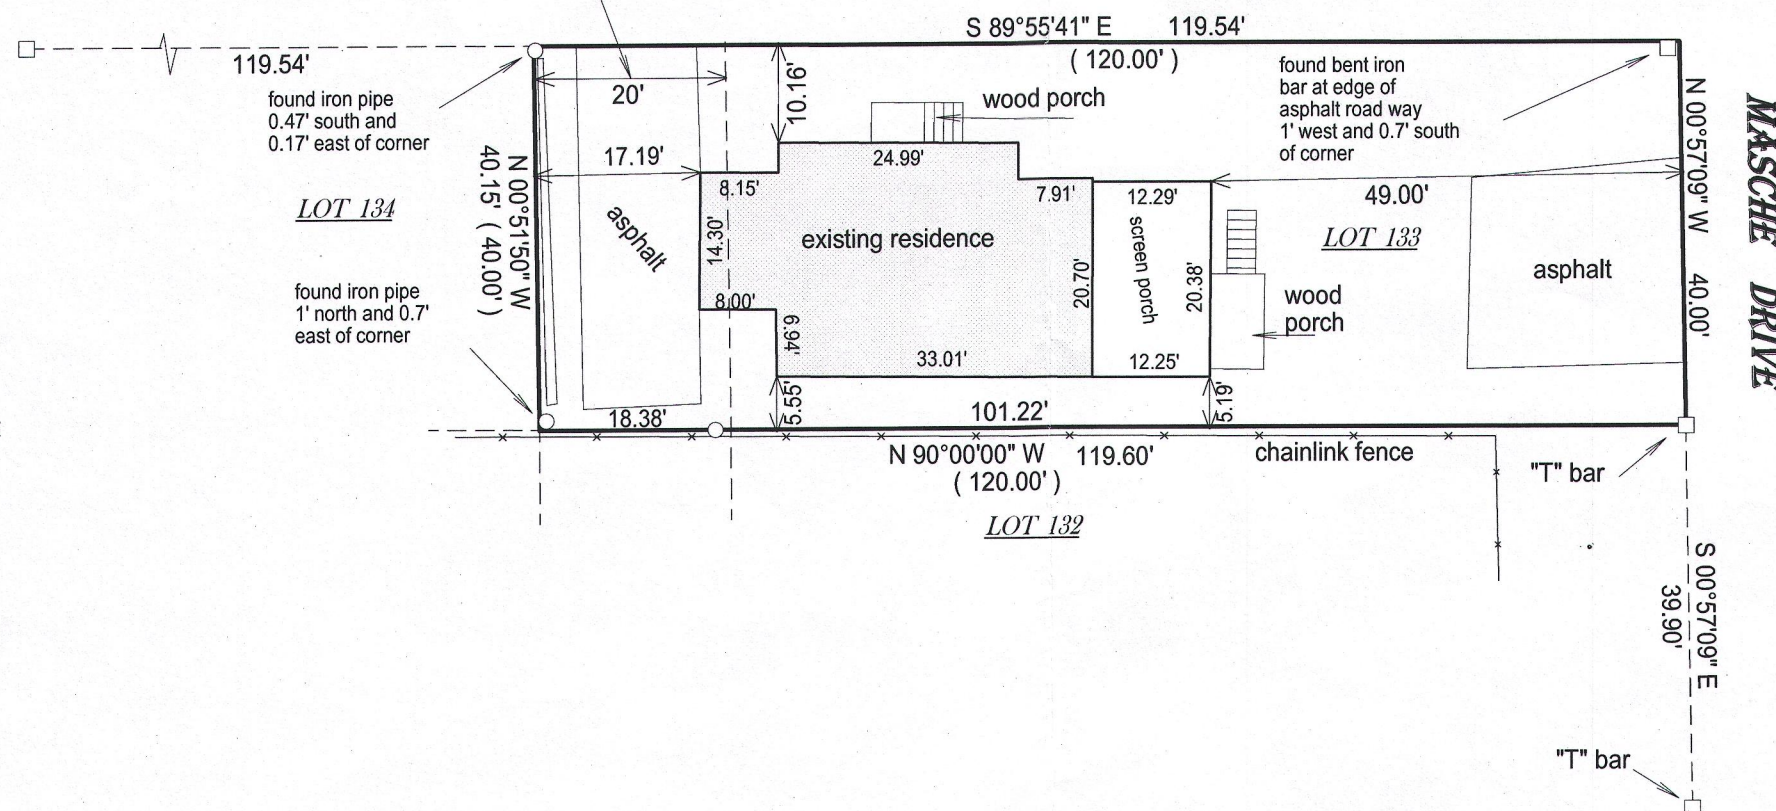 S 89°55'41" E 119.54'
( 120.00' )
119.54'
found iron pipe
0.47' south and
0.17' east of corner
20'
10.16'
wood porch
found bent iron
bar at edge of
asphalt road way
1' west and 0.7' south
of corner
N 00°57'09" W 40.00'
MASCHE DRIVE
17.19'
24.99'
8.15'
7.91'
12.29'
49.00'
LOT 134
N 00°51'50" W
40.15' ( 40.00' )
asphalt
14.30'
existing residence
screen porch
20.70'
20.38'
LOT 133
asphalt
wood
porch
found iron pipe
1' north and 0.7'
east of corner
8.00'
6.94'
33.01'
12.25'
18.38'
5.55'
101.22'
5.19'
N 90°00'00" W 119.60'
( 120.00' )
chainlink fence
"T" bar
LOT 132
S 00°57'09" E
39.90'
"T" bar